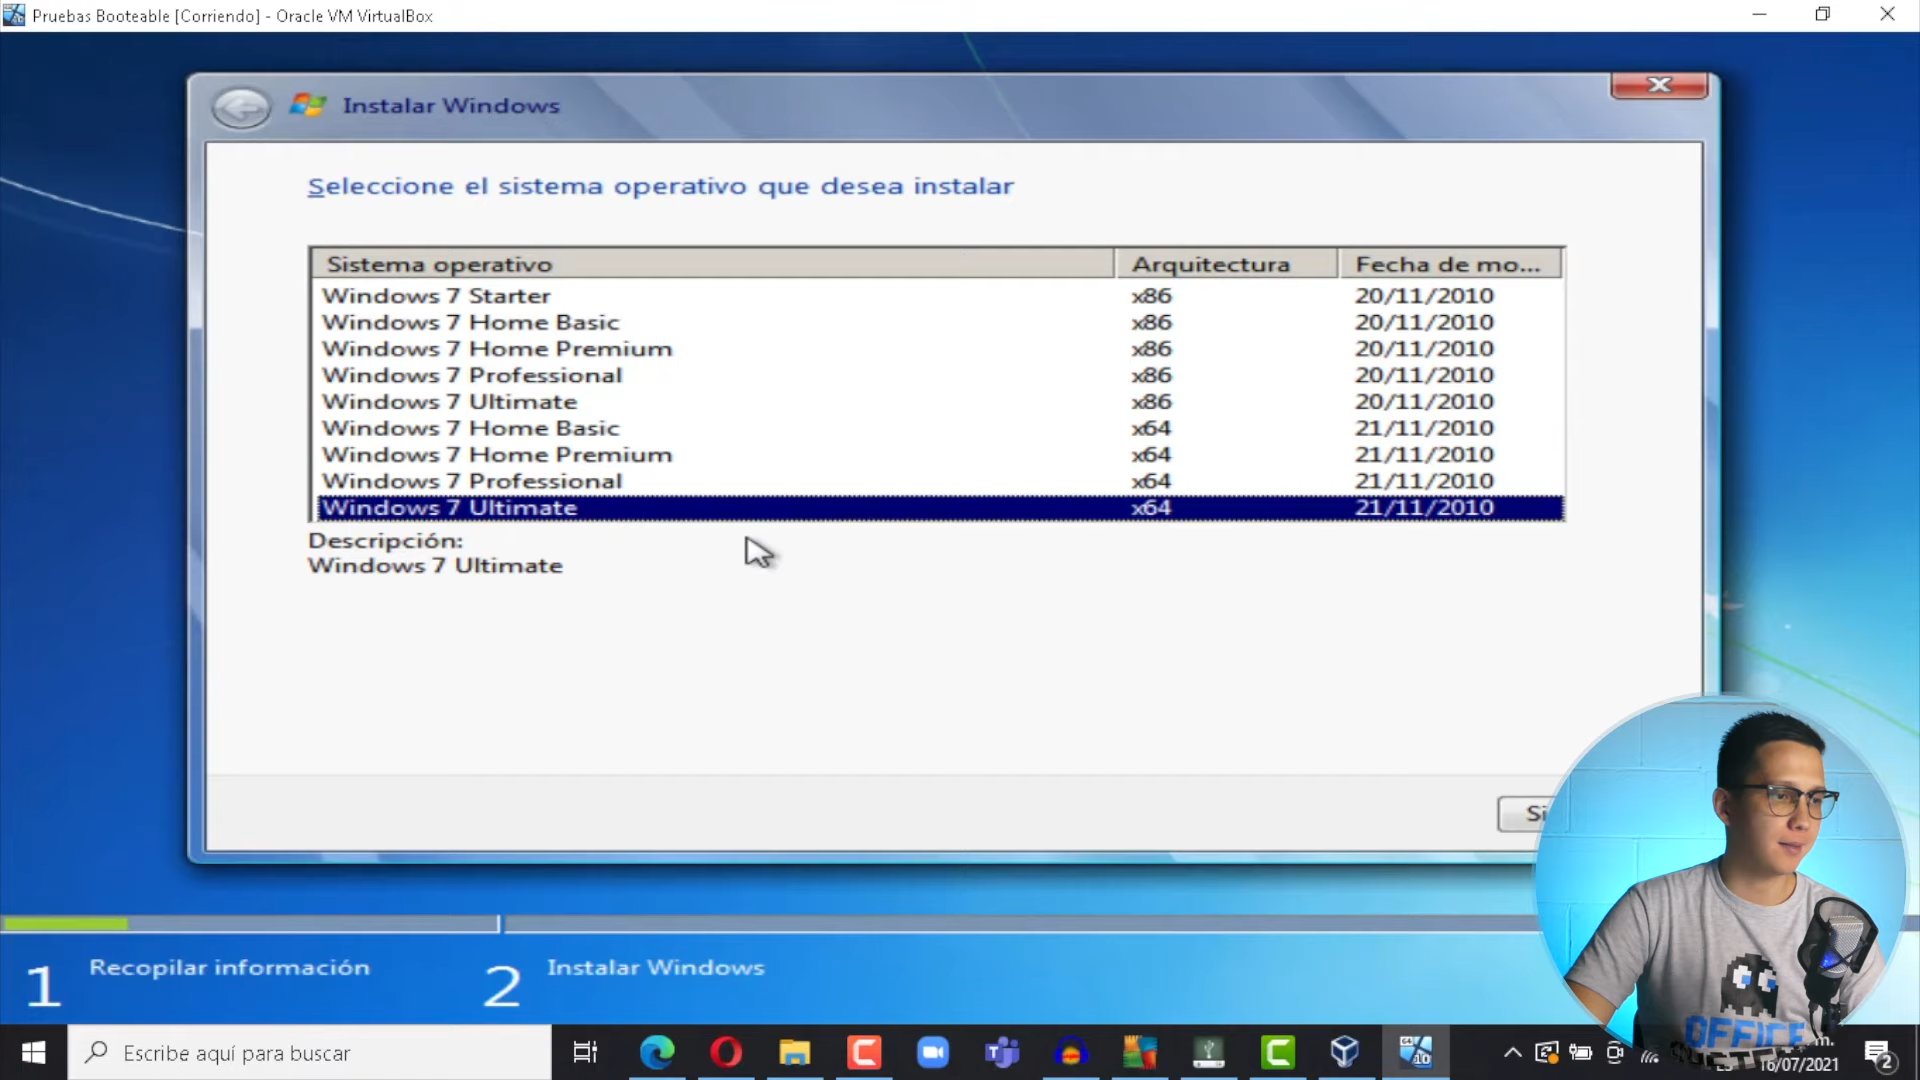 Pruebas Booteable [Corriendo] - Oracle VM VirtualBox
Instalar Windows
Seleccione el sistema operativo que desea instalar
Sistema operativo Arquitectura Fecha de mo...
Windows 7 Starter x86 20/11/2010
Windows 7 Home Basic x86 20/11/2010
Windows 7 Home Premium x86 20/11/2010
Windows 7 Professional x86 20/11/2010
Windows 7 Ultimate x86 20/11/2010
Windows 7 Home Basic x64 21/11/2010
Windows 7 Home Premium x64 21/11/2010
Windows 7 Professional x64 21/11/2010
Windows 7 Ultimate x64 21/11/2010
Descripción:
Windows 7 Ultimate
1 Recopilar información 2 Instalar Windows
OFFICE
Escribe aquí para buscar
16/07/2021
2